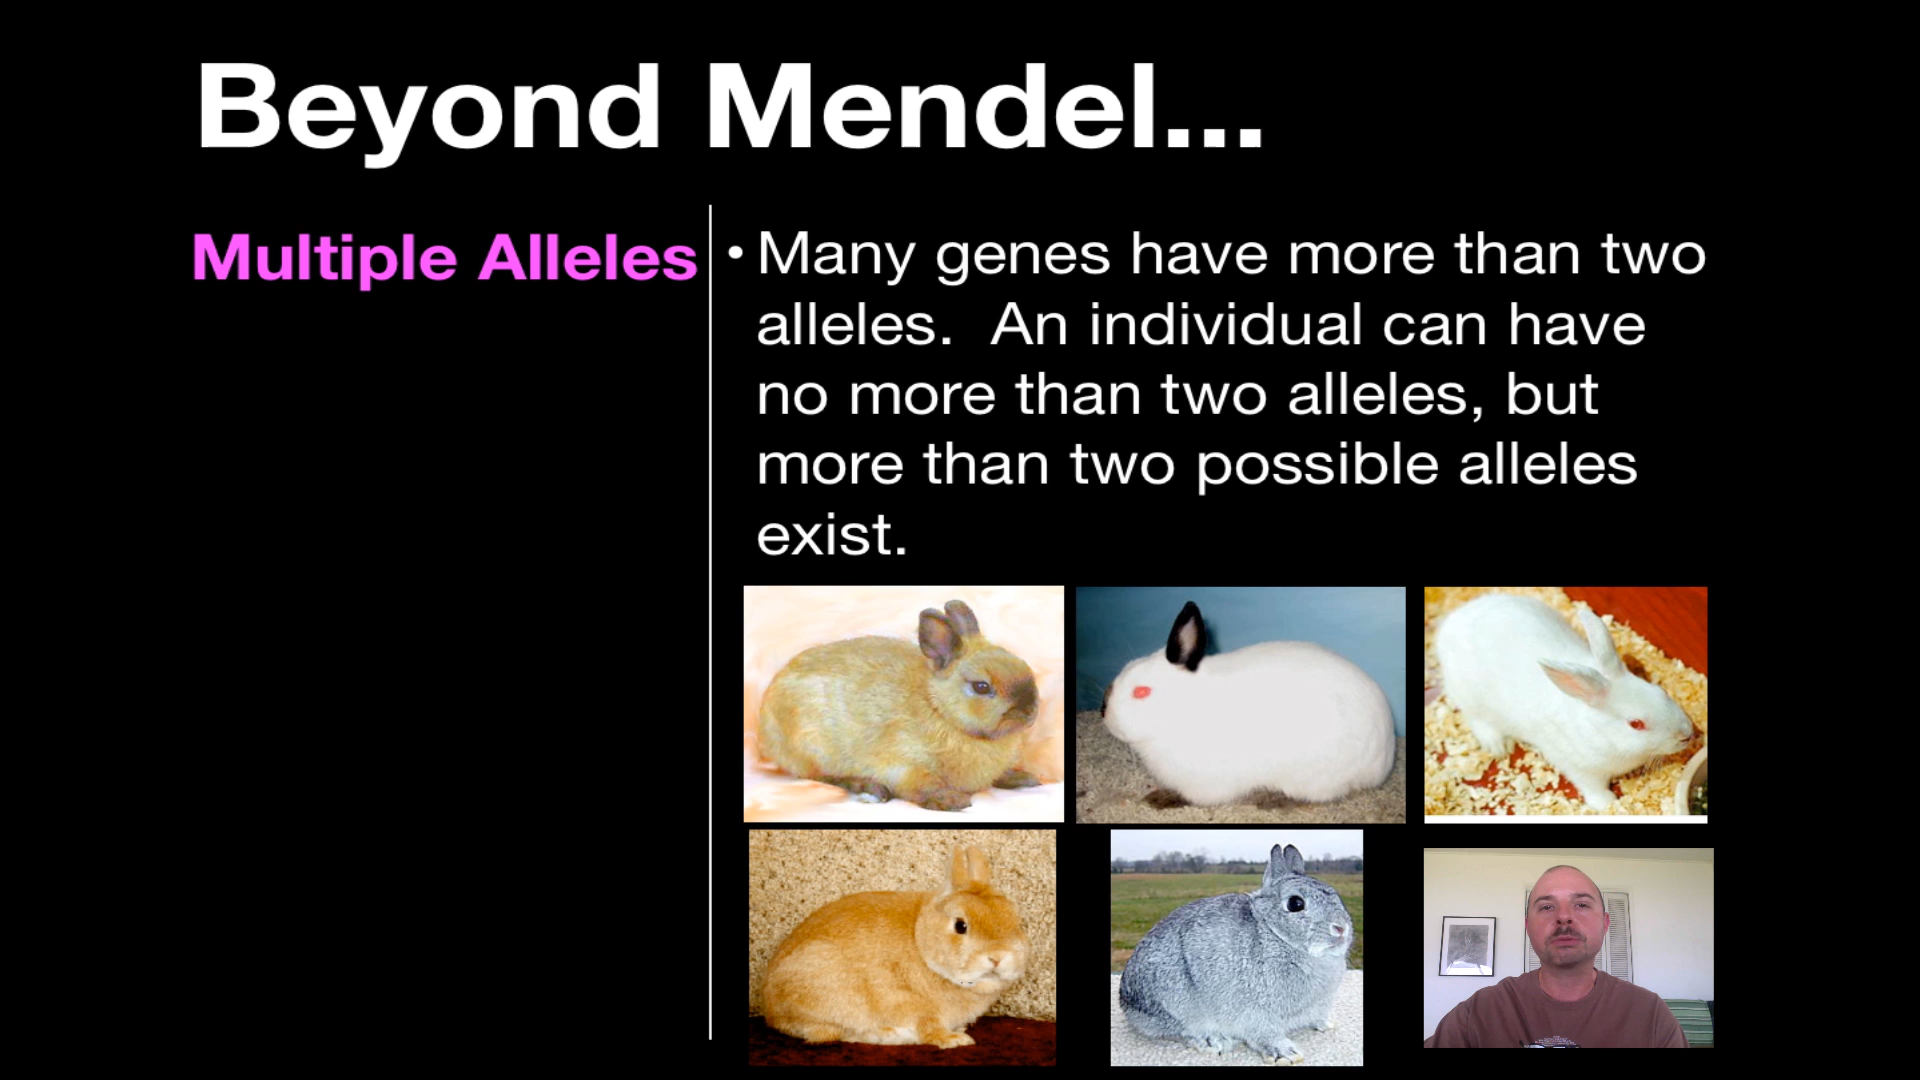 Beyond Mendel...
Multiple Alleles
• Many genes have more than two
alleles.  An individual can have
no more than two alleles, but
more than two possible alleles
exist.